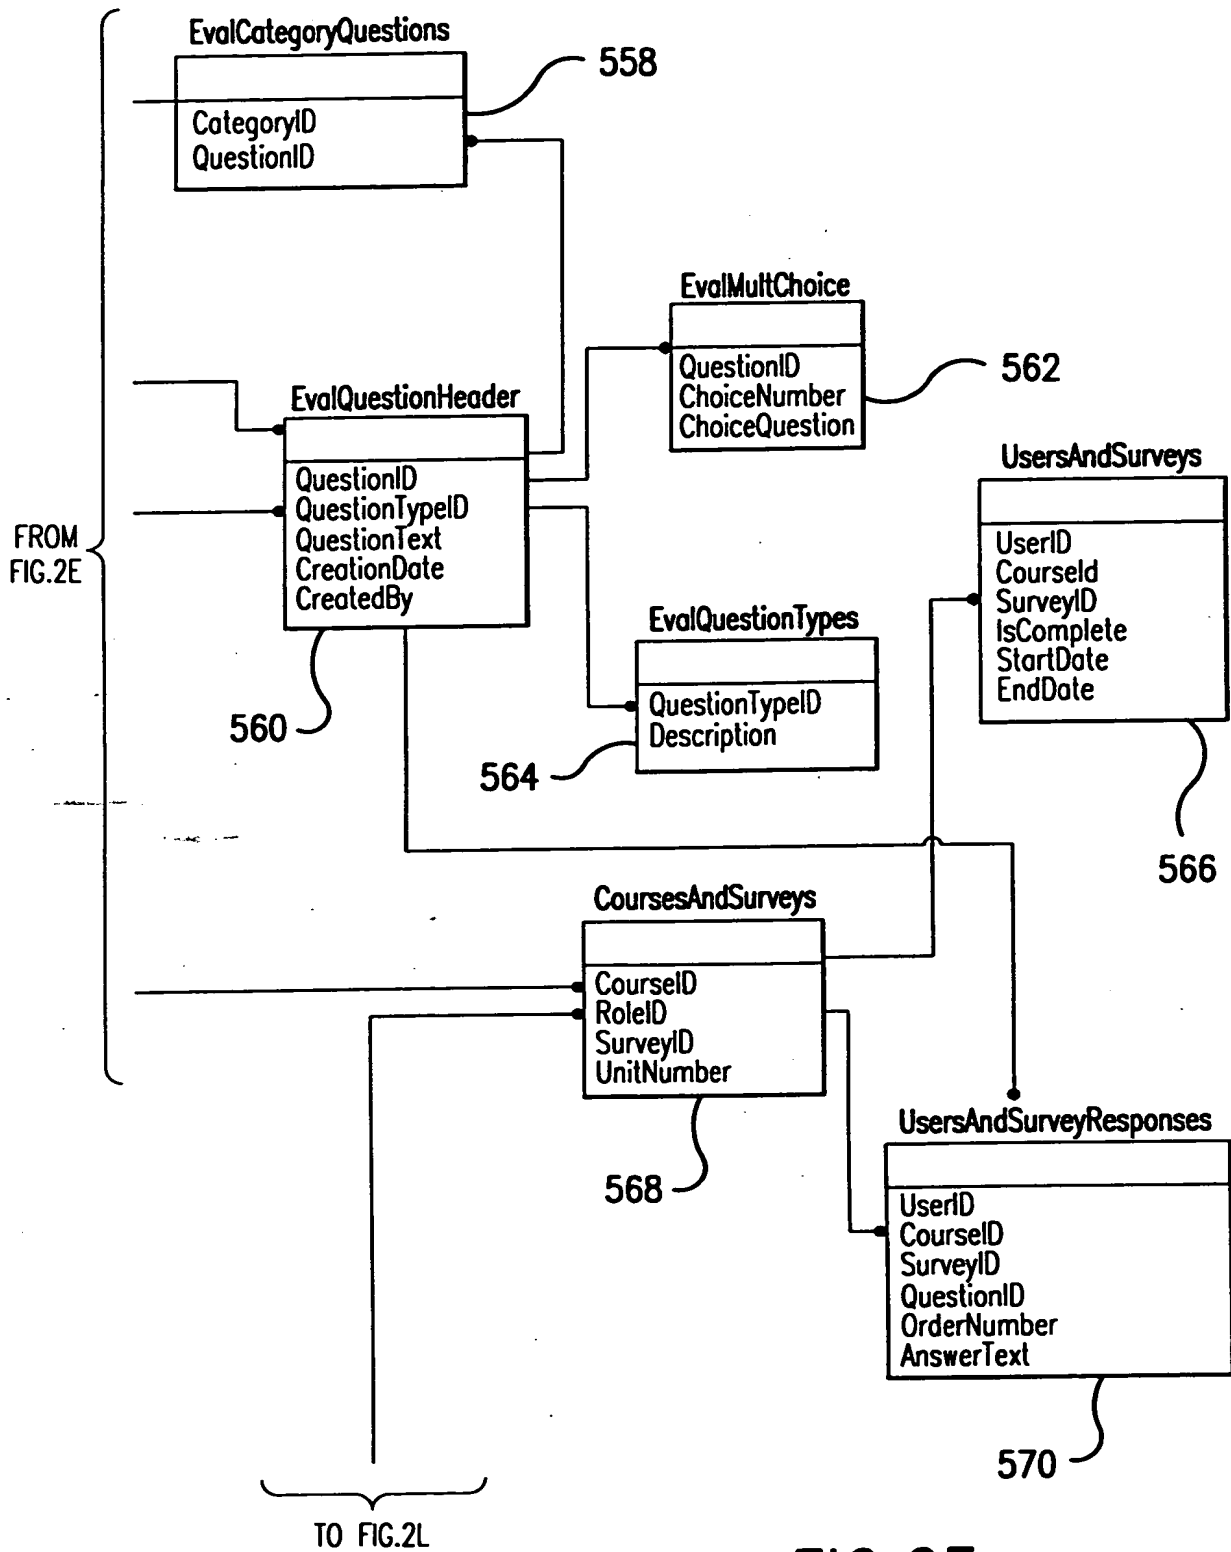 EvalCategoryQuestions
558
CategoryID
QuestionID
EvalMultChoice
QuestionID
ChoiceNumber
ChoiceQuestion
562
EvalQuestionHeader
QuestionID
QuestionTypeID
QuestionText
CreationDate
CreatedBy
560
UsersAndSurveys
UserID
CourseId
SurveyID
IsComplete
StartDate
EndDate
566
FROM
FIG.2E
EvalQuestionTypes
QuestionTypeID
Description
564
CoursesAndSurveys
CourseID
RoleID
SurveyID
UnitNumber
568
UsersAndSurveyResponses
UserID
CourseID
SurveyID
QuestionID
OrderNumber
AnswerText
570
TO FIG.2L